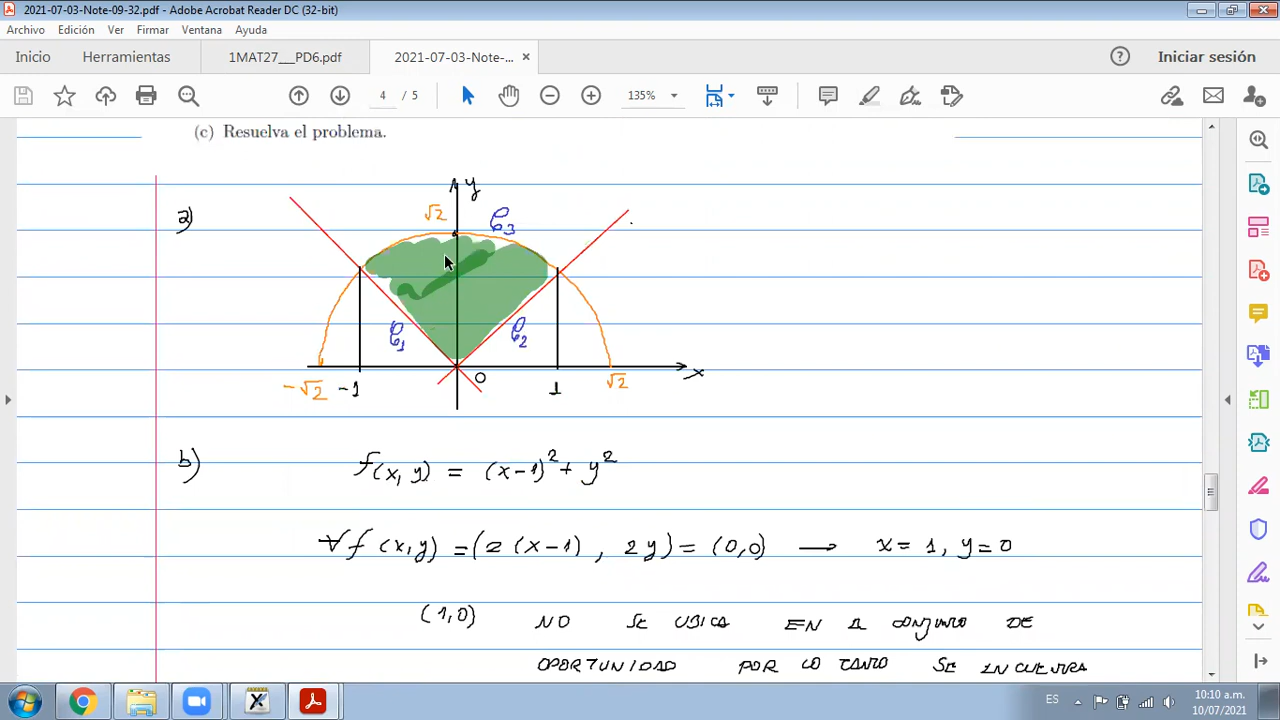 2021-07-03-Note-09-32.pdf - Adobe Acrobat Reader DC (32-bit)
Archivo Edición Ver Firmar Ventana Ayuda
Inicio Herramientas 1MAT27___PD6.pdf 2021-07-03-Note-... × Iniciar sesión
4 / 5 135%
(c) Resuelva el problema.
a)
y
√2
C3
C1
C2
0
x
-√2 -1 1 √2
b) f(x, y) = (x-1)² + y²
∇f (x,y) = (2 (x-1) , 2y) = (0,0) → x = 1, y = 0
(1,0) NO SE UBICA EN EL CONJUNTO DE
OPORTUNIDAD POR LO TANTO SE ENCUENTRA
ES 10:10 a.m.
10/07/2021